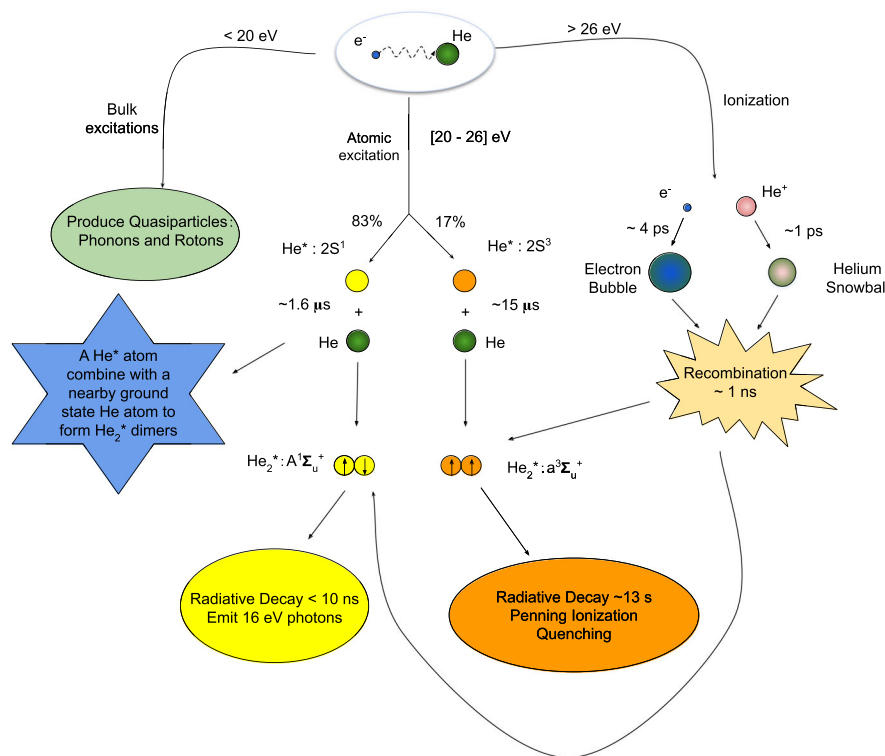 < 20 eV
e⁻
He
> 26 eV
Bulk
excitations
Atomic
excitation
[20 - 26] eV
Ionization
Produce Quasiparticles:
Phonons and Rotons
83%
17%
e⁻
He⁺
~ 4 ps
~1 ps
He* : 2S¹
He* : 2S³
Electron
Bubble
Helium
Snowbal
~1.6 μs
+
~15 μs
+
He
He
A He* atom
combine with a
nearby ground
state He atom to
form He₂* dimers
Recombination
~ 1 ns
He₂* : A¹Σᵤ⁺
He₂* : a³Σᵤ⁺
Radiative Decay < 10 ns
Emit 16 eV photons
Radiative Decay ~13 s
Penning Ionization
Quenching